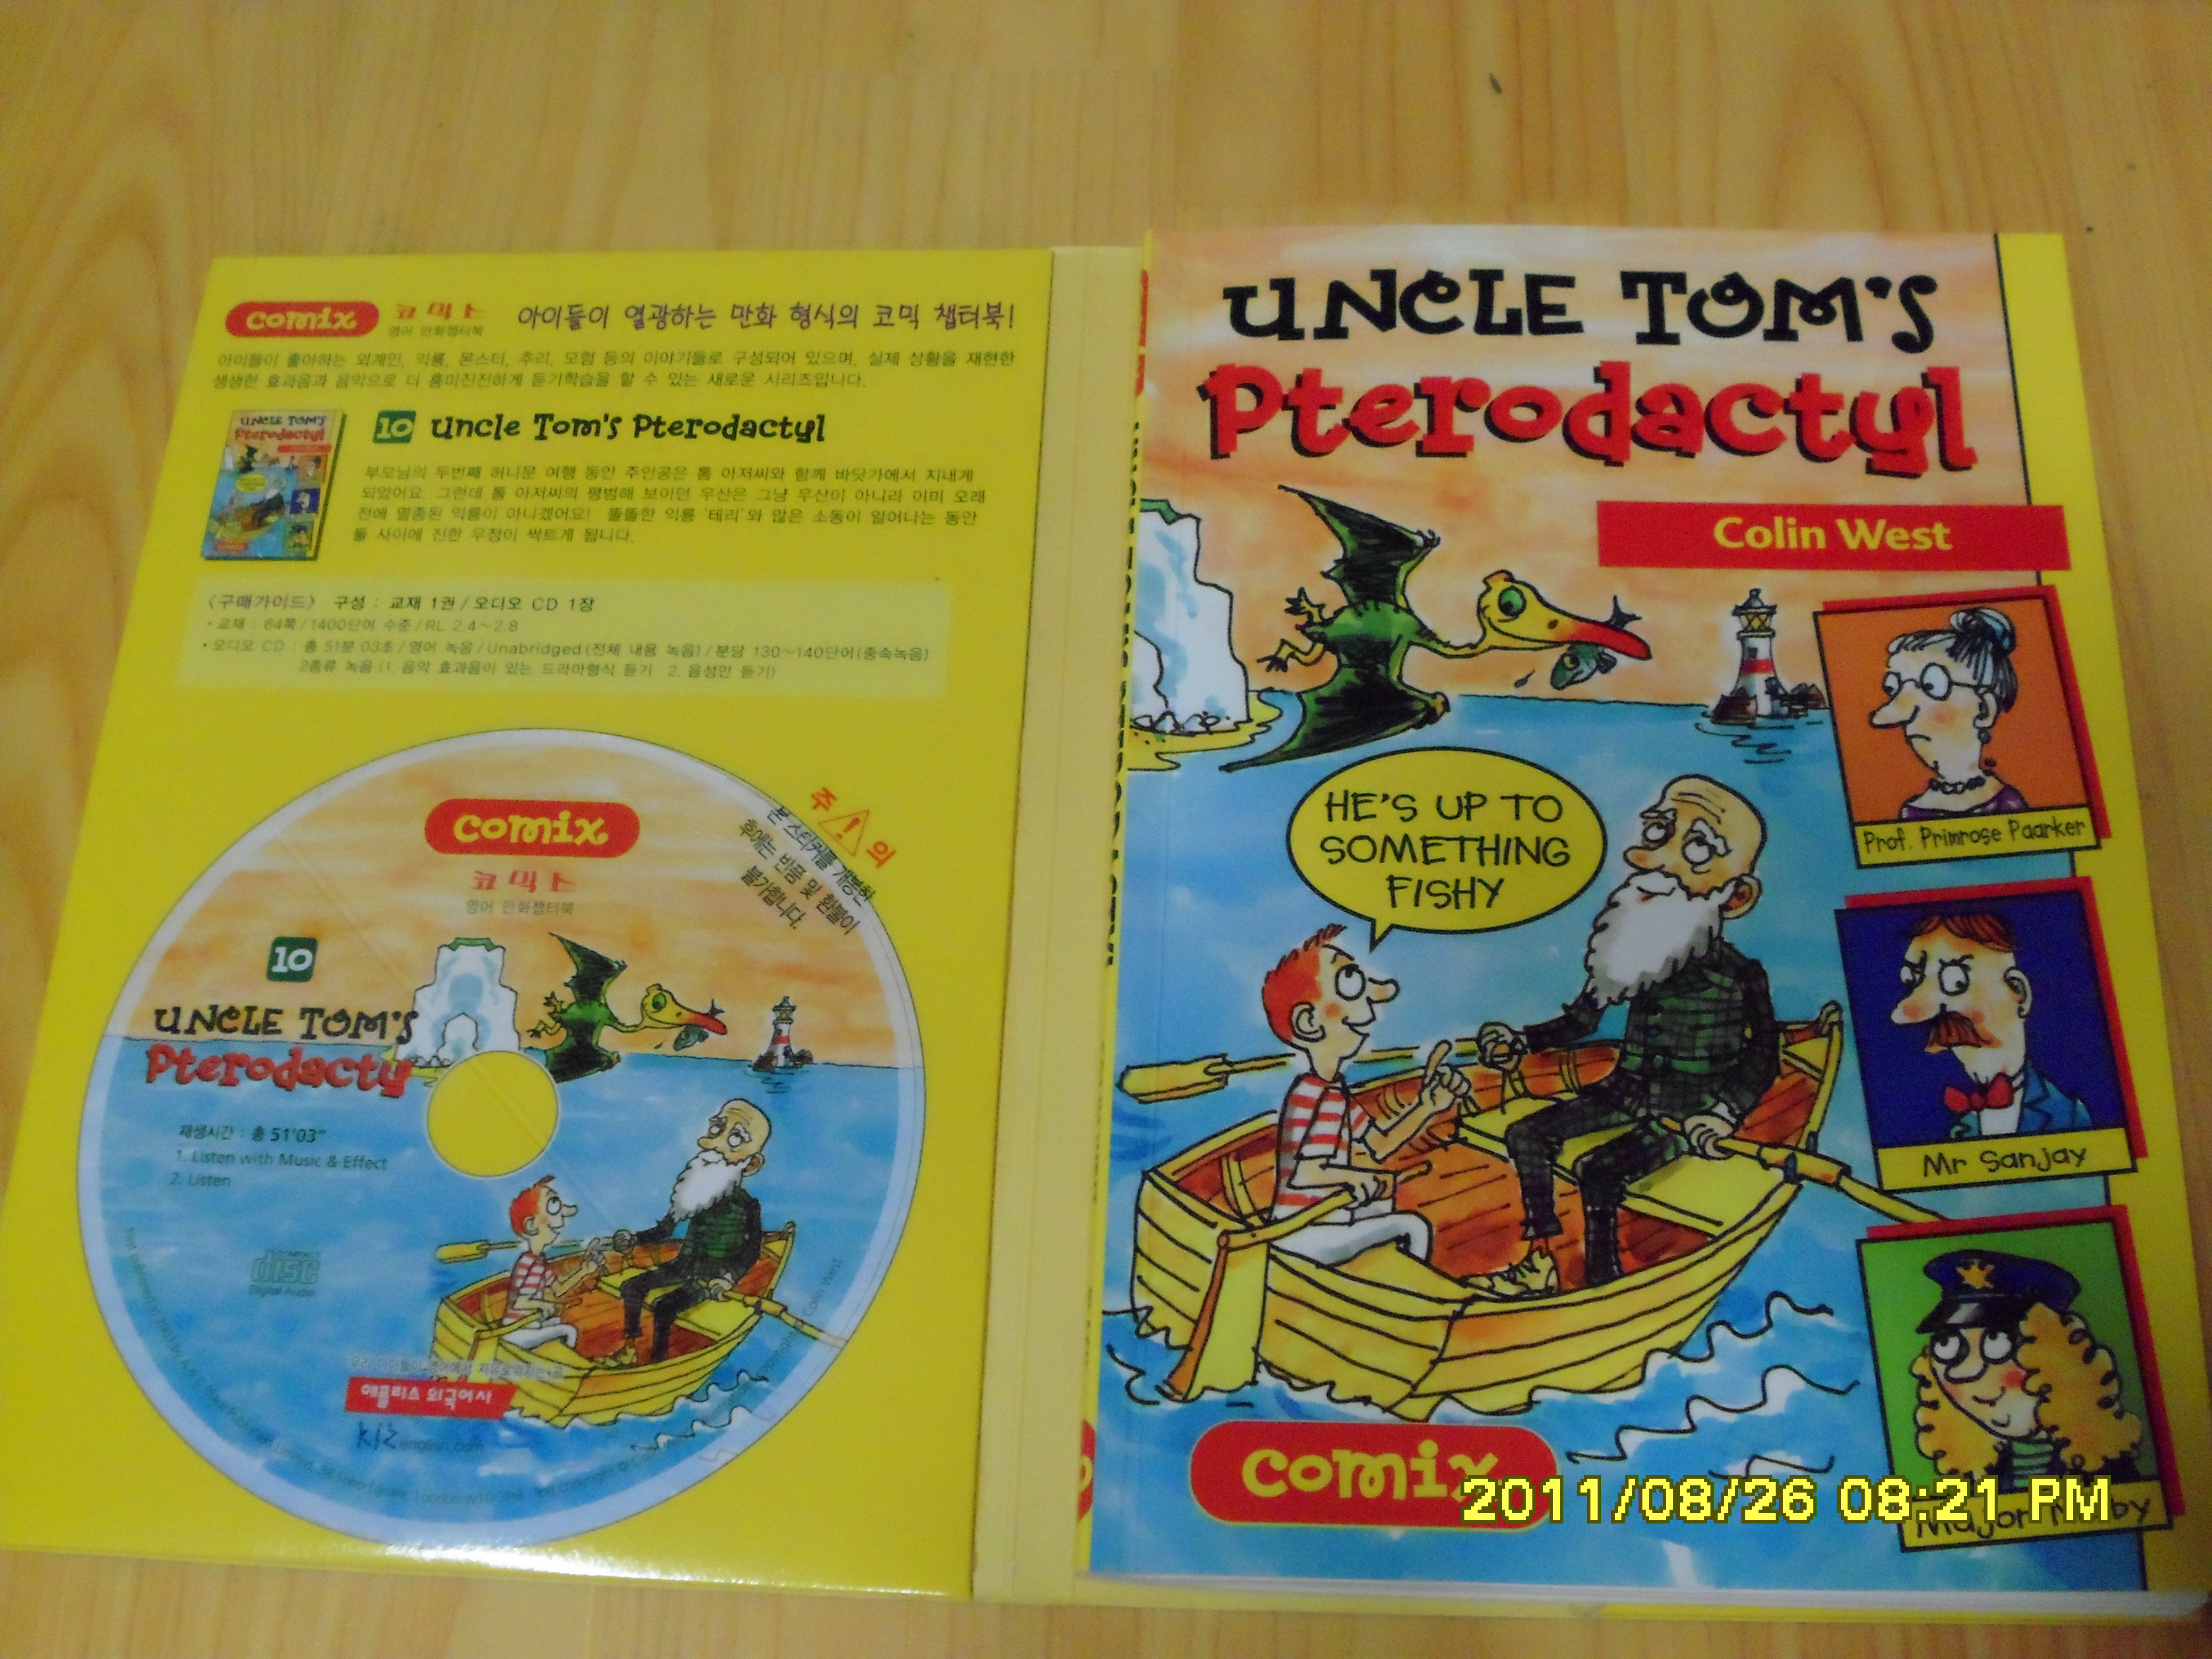 comix 코믹스 아이들이 열광하는 만화 형식의 코믹 챕터북!
영어 만화챕터북
아이들이 좋아하는 외계인, 익룡, 몬스터, 추리, 모험 등의 이야기들로 구성되어 있으며, 실제 상황을 재현한
생생한 효과음과 음악으로 더 흥미진진하게 듣기학습을 할 수 있는 새로운 시리즈입니다.
UNCLE TOM'S
Pterodactyl
10 Uncle Tom's Pterodactyl
부모님의 두번째 허니문 여행 동안 주인공은 톰 아저씨와 함께 바닷가에서 지내게
되었어요. 그런데 톰 아저씨의 평범해 보이던 우산은 그냥 우산이 아니라 이미 오래
전에 멸종된 익룡이 아니겠어요! 똘똘한 익룡 '테리'와 많은 소동이 일어나는 동안
둘 사이에 진한 우정이 싹트게 됩니다.
<구매가이드> 구성 : 교재 1권 / 오디오 CD 1장
• 교재 : 64쪽 / 1400단어 수준 / RL 2.4~2.8
• 오디오 CD : 총 51분 03초 / 영어 녹음 / Unabridged (전체 내용 녹음) / 분당 130~140단어(중속녹음)
2종류 녹음 (1. 음악 효과음이 있는 드라마형식 듣기 2. 음성만 듣기)
comix
코믹스
영어 만화챕터북
주 ! 의
본 스티커를 개봉한
후에는 반품 및 환불이
불가합니다.
10
UNCLE TOM'S
Pterodacty
재생시간 : 총 51'03"
1. Listen with Music & Effect
2. Listen
COMPACT
disc
Digital Audio
애플리스 외국어사
kizenglish.com
UNCLE TOM'S
Pterodactyl
Colin West
HE'S UP TO
SOMETHING
FISHY
Prof. Primrose Paarker
Mr Sanjay
Major
by
comix
2011/08/26 08:21 PM